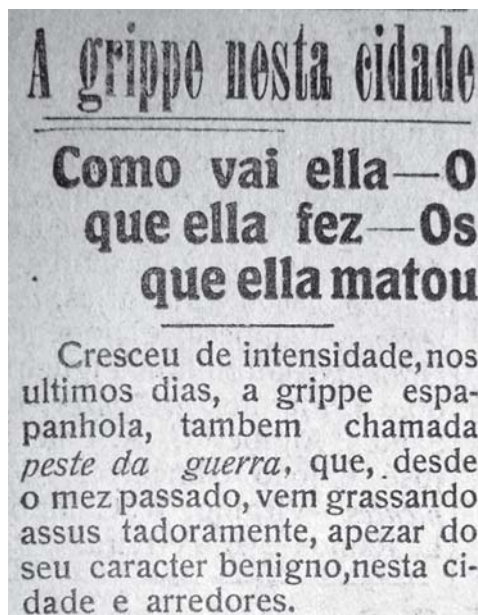 A grippe nesta cidade
Como vai ella—O
que ella fez—Os
que ella matou
Cresceu de intensidade,nos
ultimos dias, a grippe espa-
panhola, tambem chamada
peste da guerra, que, desde
o mez passado, vem grassando
assus tadoramente, apezar do
seu caracter benigno,nesta ci-
dade e arredores.